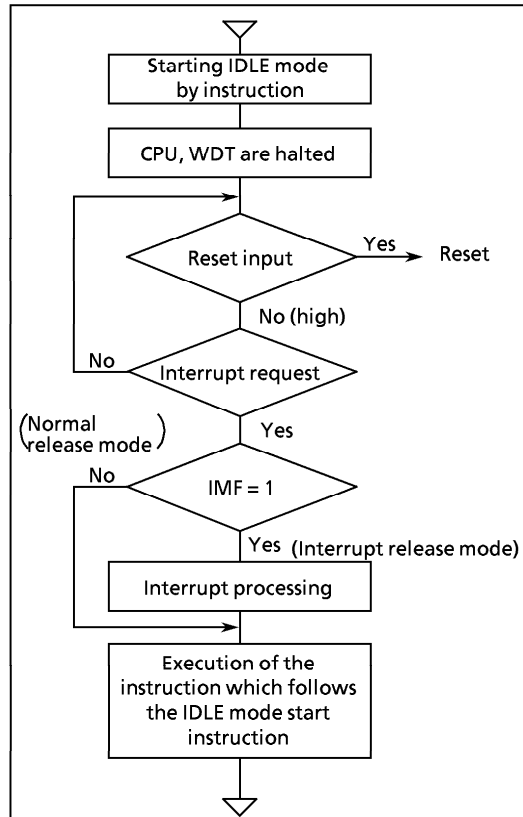 Starting IDLE mode
by instruction
CPU, WDT are halted
Reset input
Yes
Reset
No (high)
No
Interrupt request
(Normal
release mode)
Yes
No
IMF = 1
Yes
(Interrupt release mode)
Interrupt processing
Execution of the
instruction which follows
the IDLE mode start
instruction